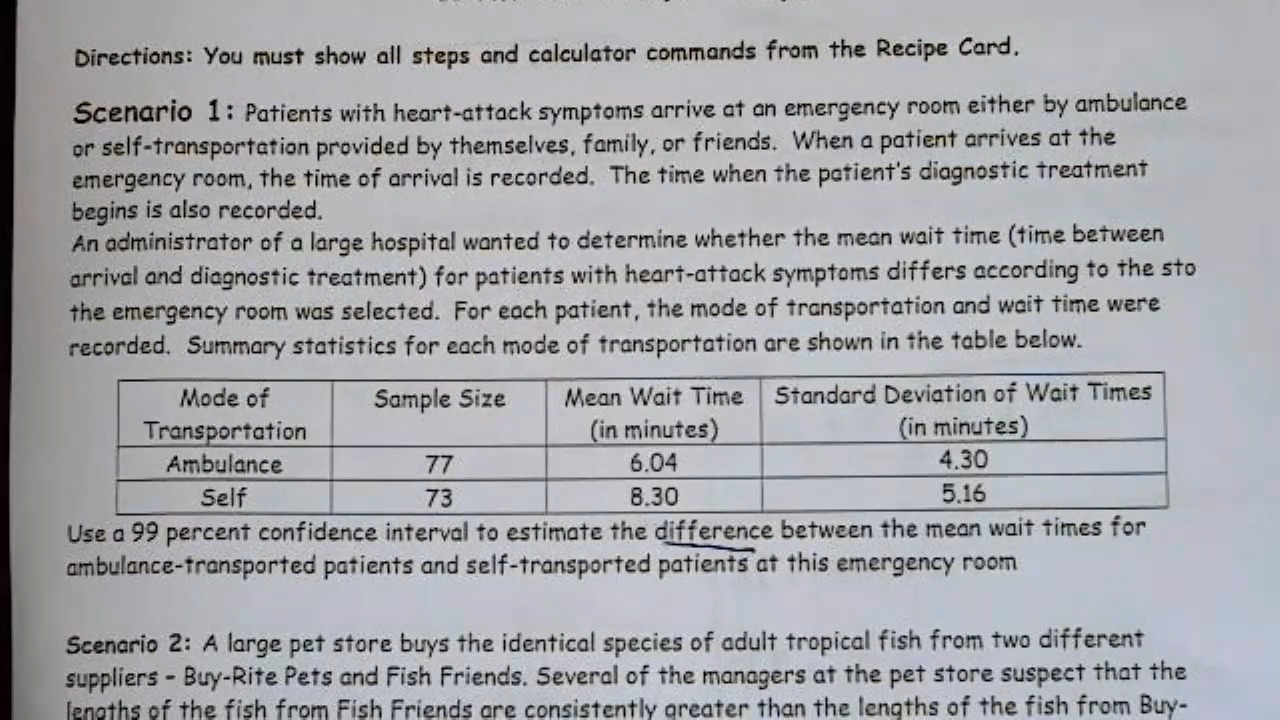 Directions: You must show all steps and calculator commands from the Recipe Card.
Scenario 1: Patients with heart-attack symptoms arrive at an emergency room either by ambulance
or self-transportation provided by themselves, family, or friends. When a patient arrives at the
emergency room, the time of arrival is recorded. The time when the patient's diagnostic treatment
begins is also recorded.
An administrator of a large hospital wanted to determine whether the mean wait time (time between
arrival and diagnostic treatment) for patients with heart-attack symptoms differs according to the sto
the emergency room was selected. For each patient, the mode of transportation and wait time were
recorded. Summary statistics for each mode of transportation are shown in the table below.
Mode of Transportation Sample Size Mean Wait Time (in minutes) Standard Deviation of Wait Times (in minutes)
Ambulance 77 6.04 4.30
Self 73 8.30 5.16
Use a 99 percent confidence interval to estimate the difference between the mean wait times for
ambulance-transported patients and self-transported patients at this emergency room
Scenario 2: A large pet store buys the identical species of adult tropical fish from two different
suppliers - Buy-Rite Pets and Fish Friends. Several of the managers at the pet store suspect that the
lengths of the fish from Fish Friends are consistently greater than the lengths of the fish from Buy-